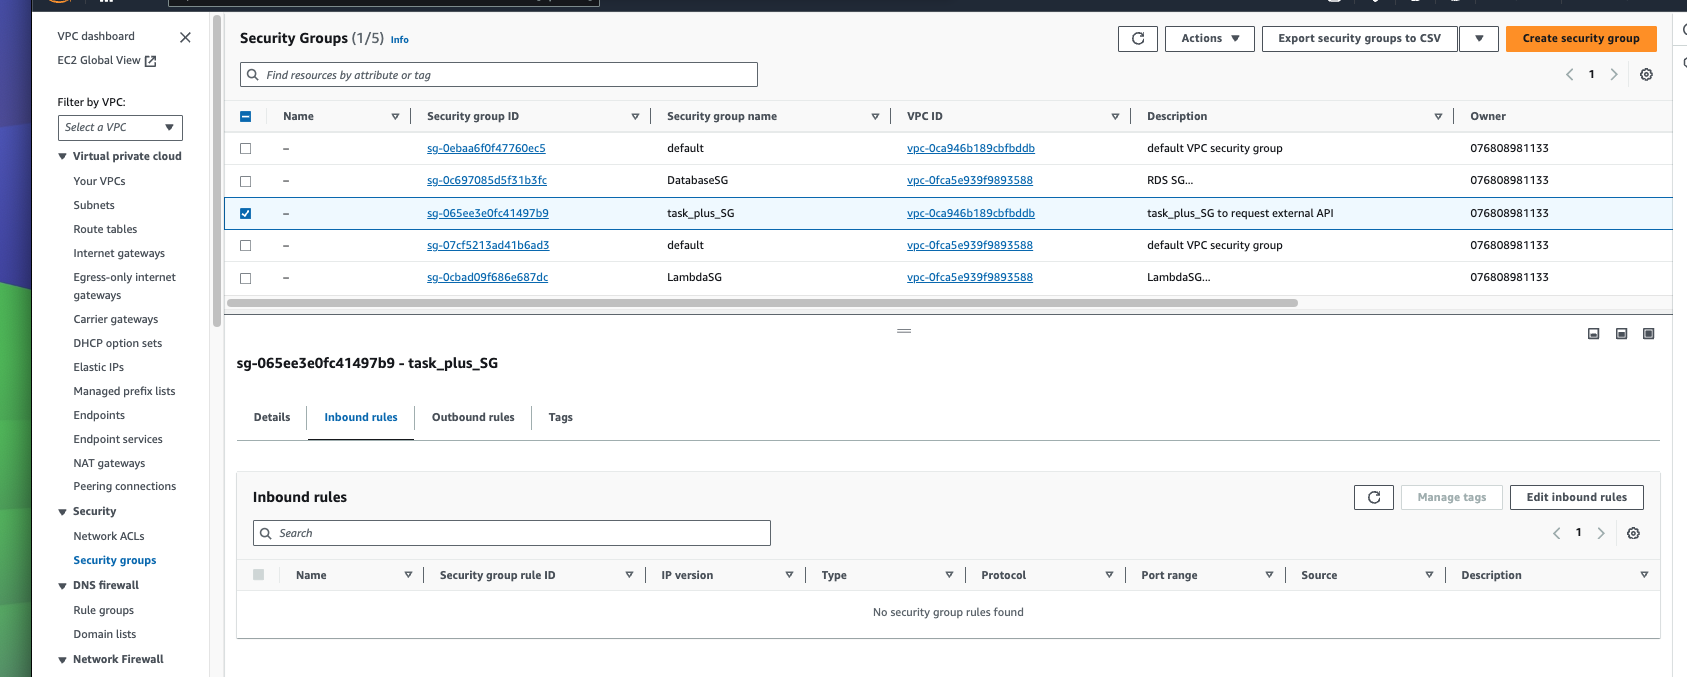 VPC dashboard
EC2 Global View
Filter by VPC:
Select a VPC
Virtual private cloud
Your VPCs
Subnets
Route tables
Internet gateways
Egress-only internet
gateways
Carrier gateways
DHCP option sets
Elastic IPs
Managed prefix lists
Endpoints
Endpoint services
NAT gateways
Peering connections
Security
Network ACLs
Security groups
DNS firewall
Rule groups
Domain lists
Network Firewall
Security Groups (1/5) Info
Actions
Export security groups to CSV
Create security group
Find resources by attribute or tag
1
Name Security group ID Security group name VPC ID Description Owner
– sg-0ebaa6f0f47760ec5 default vpc-0ca946b189cbfbddb default VPC security group 076808981133
– sg-0c697085d5f31b3fc DatabaseSG vpc-0fca5e939f9893588 RDS SG... 076808981133
– sg-065ee3e0fc41497b9 task_plus_SG vpc-0ca946b189cbfbddb task_plus_SG to request external API 076808981133
– sg-07cf5213ad41b6ad3 default vpc-0fca5e939f9893588 default VPC security group 076808981133
– sg-0cbad09f686e687dc LambdaSG vpc-0fca5e939f9893588 LambdaSG... 076808981133
sg-065ee3e0fc41497b9 - task_plus_SG
Details Inbound rules Outbound rules Tags
Inbound rules
Manage tags
Edit inbound rules
Search
1
Name Security group rule ID IP version Type Protocol Port range Source Description
No security group rules found